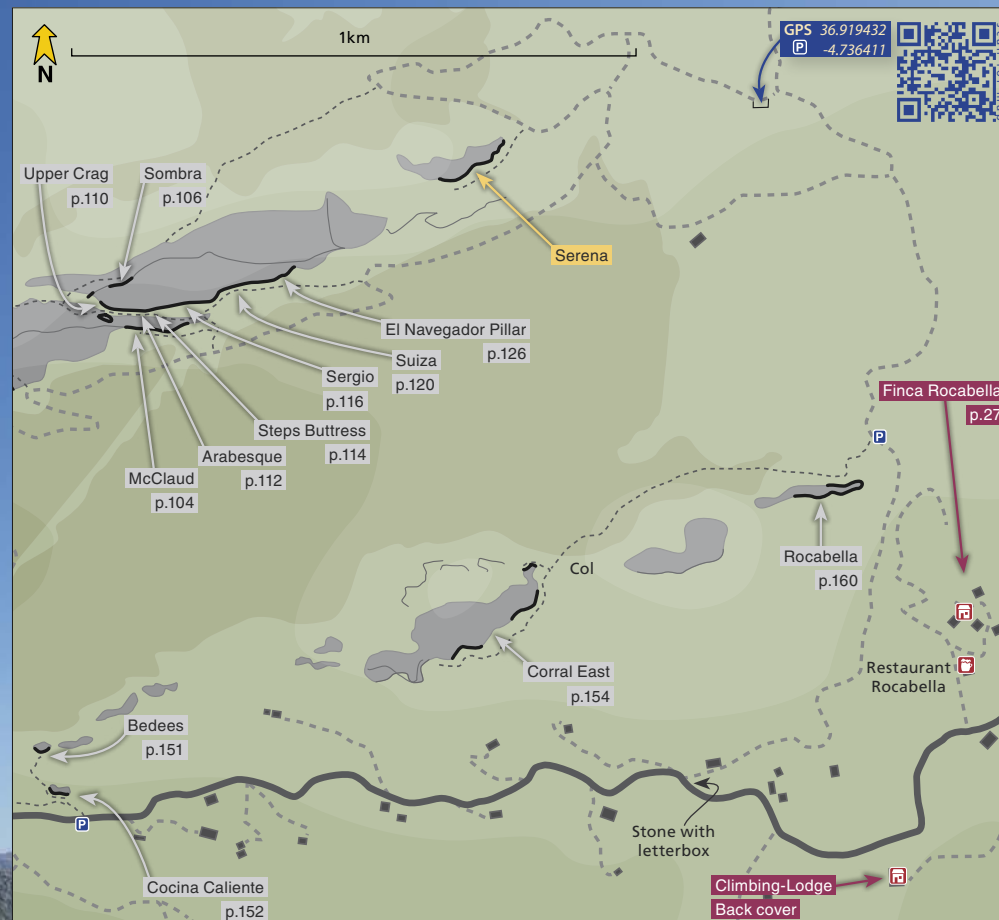 1km
N
GPS 36.919432
P -4.736411
Upper Crag
p.110
Sombra
p.106
Serena
El Navegador Pillar
p.126
Suiza
p.120
Sergio
p.116
Steps Buttress
p.114
Arabesque
p.112
McClaud
p.104
Finca Rocabella
p.27
P
Rocabella
p.160
Col
Corral East
p.154
Restaurant
Rocabella
Bedees
p.151
P
Stone with
letterbox
Cocina Caliente
p.152
Climbing-Lodge
Back cover